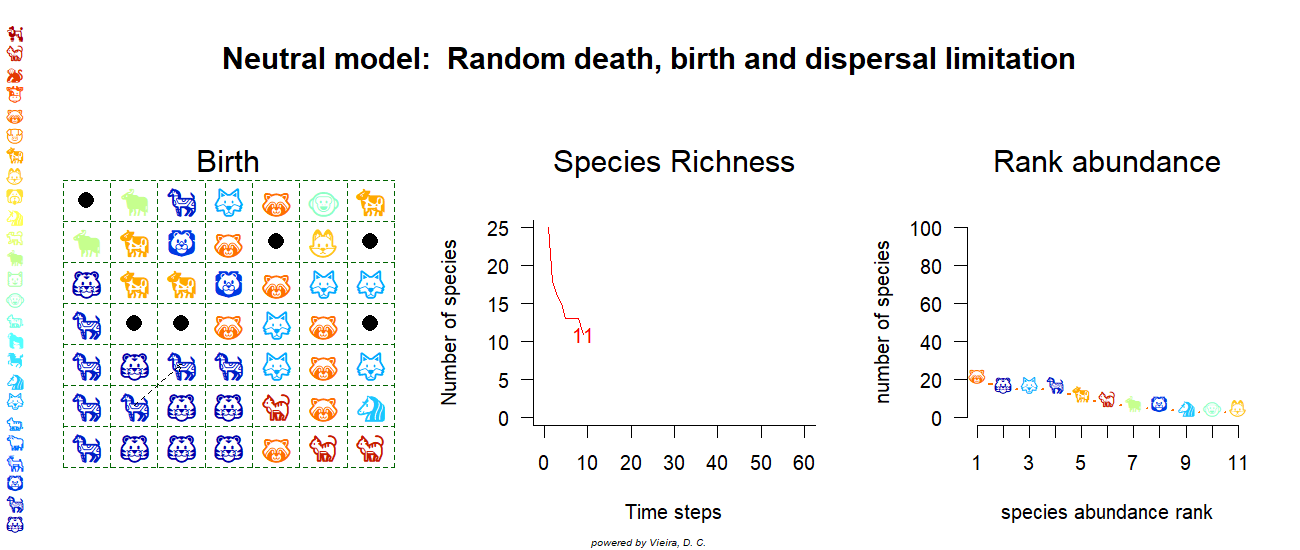 Neutral model:  Random death, birth and dispersal limitation
Birth
Species Richness
Rank abundance
Number of species
25
20
15
10
5
0
11
0 10 20 30 40 50 60
Time steps
number of species
100
80
60
40
20
0
1 3 5 7 9 11
species abundance rank
powered by Vieira, D. C.